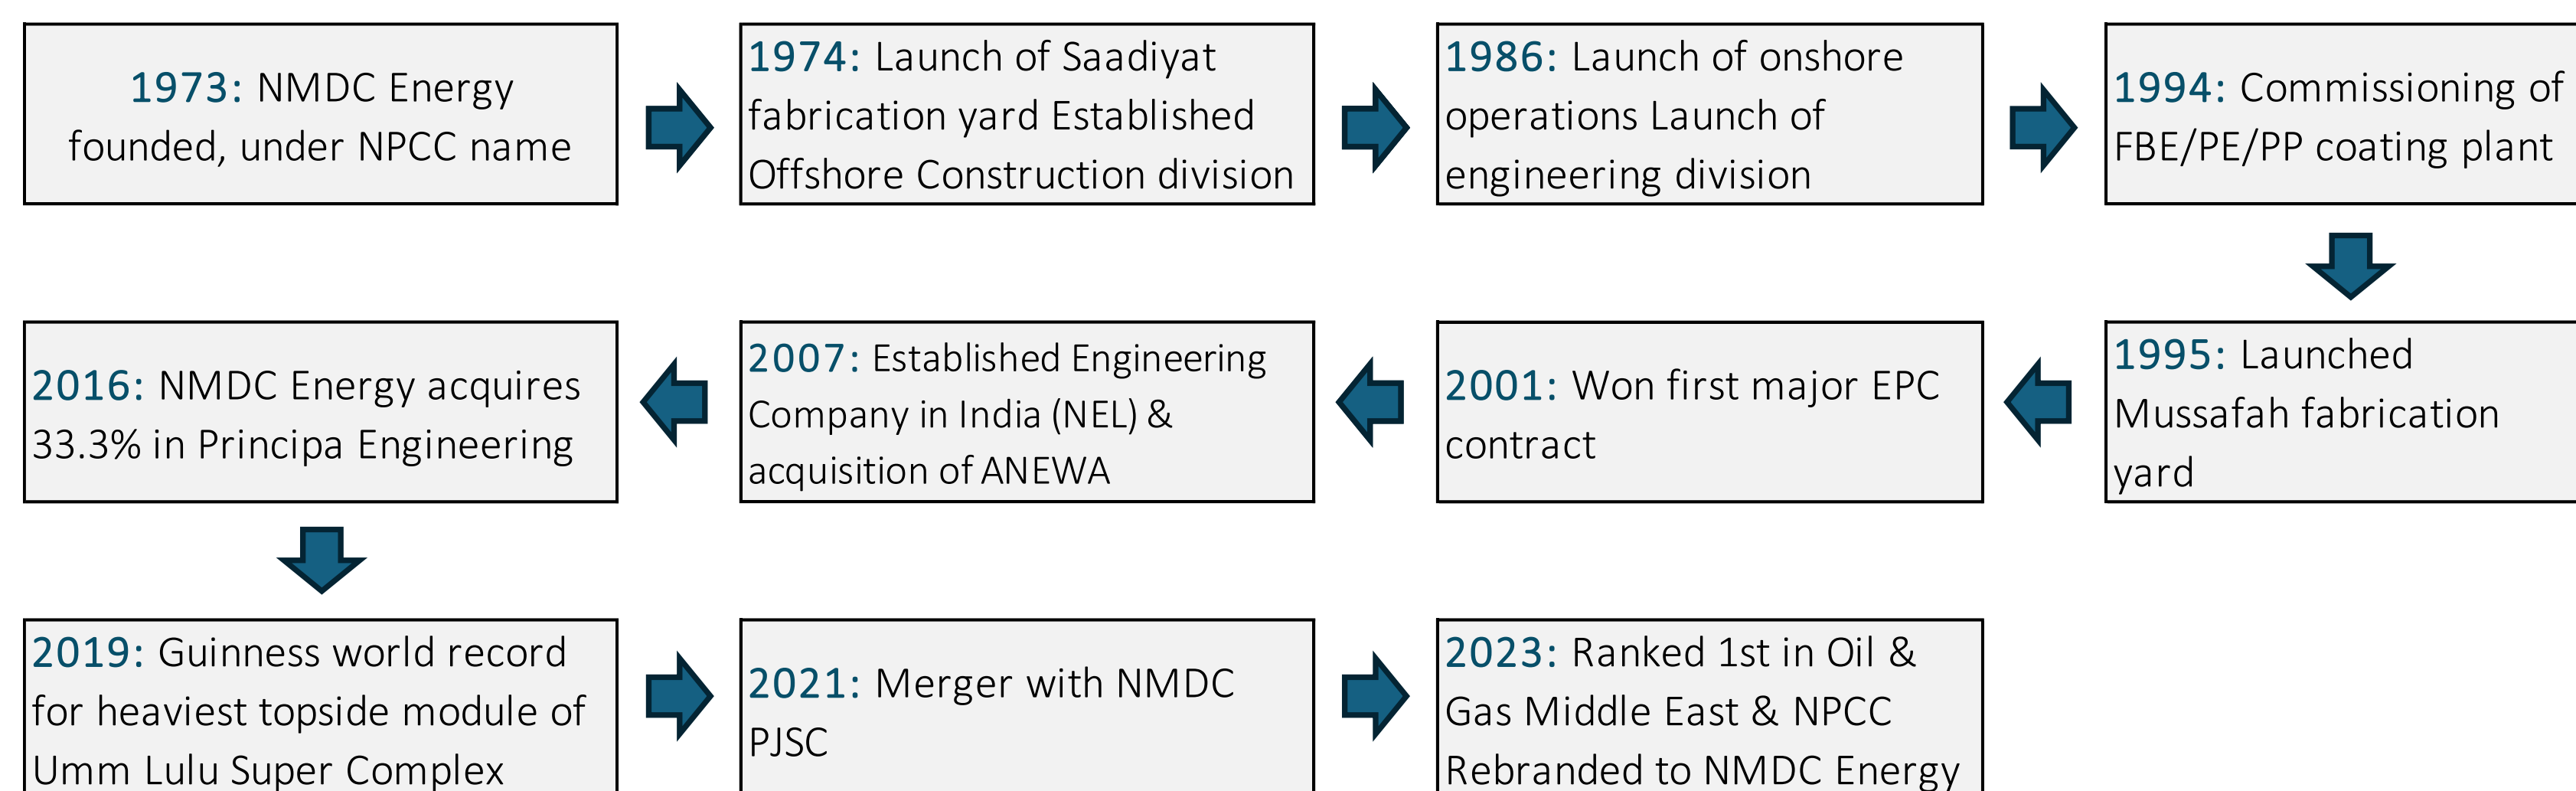 1973: NMDC Energy
founded, under NPCC name
1974: Launch of Saadiyat
fabrication yard Established
Offshore Construction division
1986: Launch of onshore
operations Launch of
engineering division
1994: Commissioning of
FBE/PE/PP coating plant
1995: Launched
Mussafah fabrication
yard
2001: Won first major EPC
contract
2007: Established Engineering
Company in India (NEL) &
acquisition of ANEWA
2016: NMDC Energy acquires
33.3% in Principa Engineering
2019: Guinness world record
for heaviest topside module of
Umm Lulu Super Complex
2021: Merger with NMDC
PJSC
2023: Ranked 1st in Oil &
Gas Middle East & NPCC
Rebranded to NMDC Energy